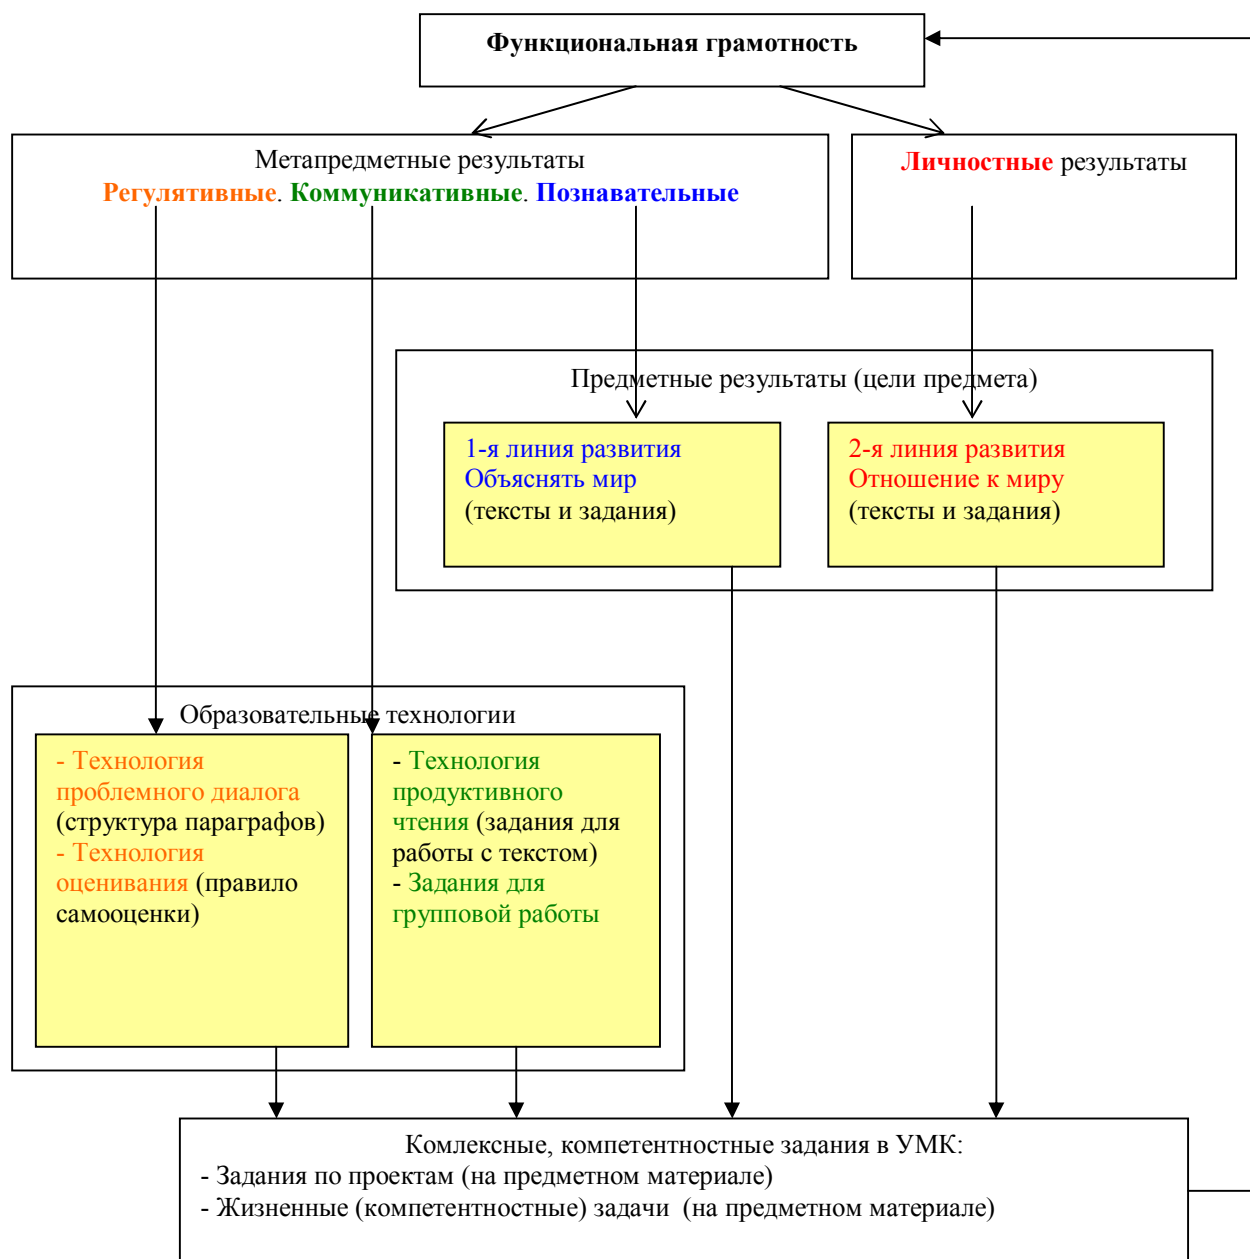 Функциональная грамотность
Метапредметные результаты
Регулятивные. Коммуникативные. Познавательные
Личностные результаты
Предметные результаты (цели предмета)
1-я линия развития
Объяснять мир
(тексты и задания)
2-я линия развития
Отношение к миру
(тексты и задания)
Образовательные технологии
- Технология
проблемного диалога
(структура параграфов)
- Технология
оценивания (правило
самооценки)
- Технология
продуктивного
чтения (задания для
работы с текстом)
- Задания для
групповой работы
Комлексные, компетентностные задания в УМК:
- Задания по проектам (на предметном материале)
- Жизненные (компетентностные) задачи  (на предметном материале)